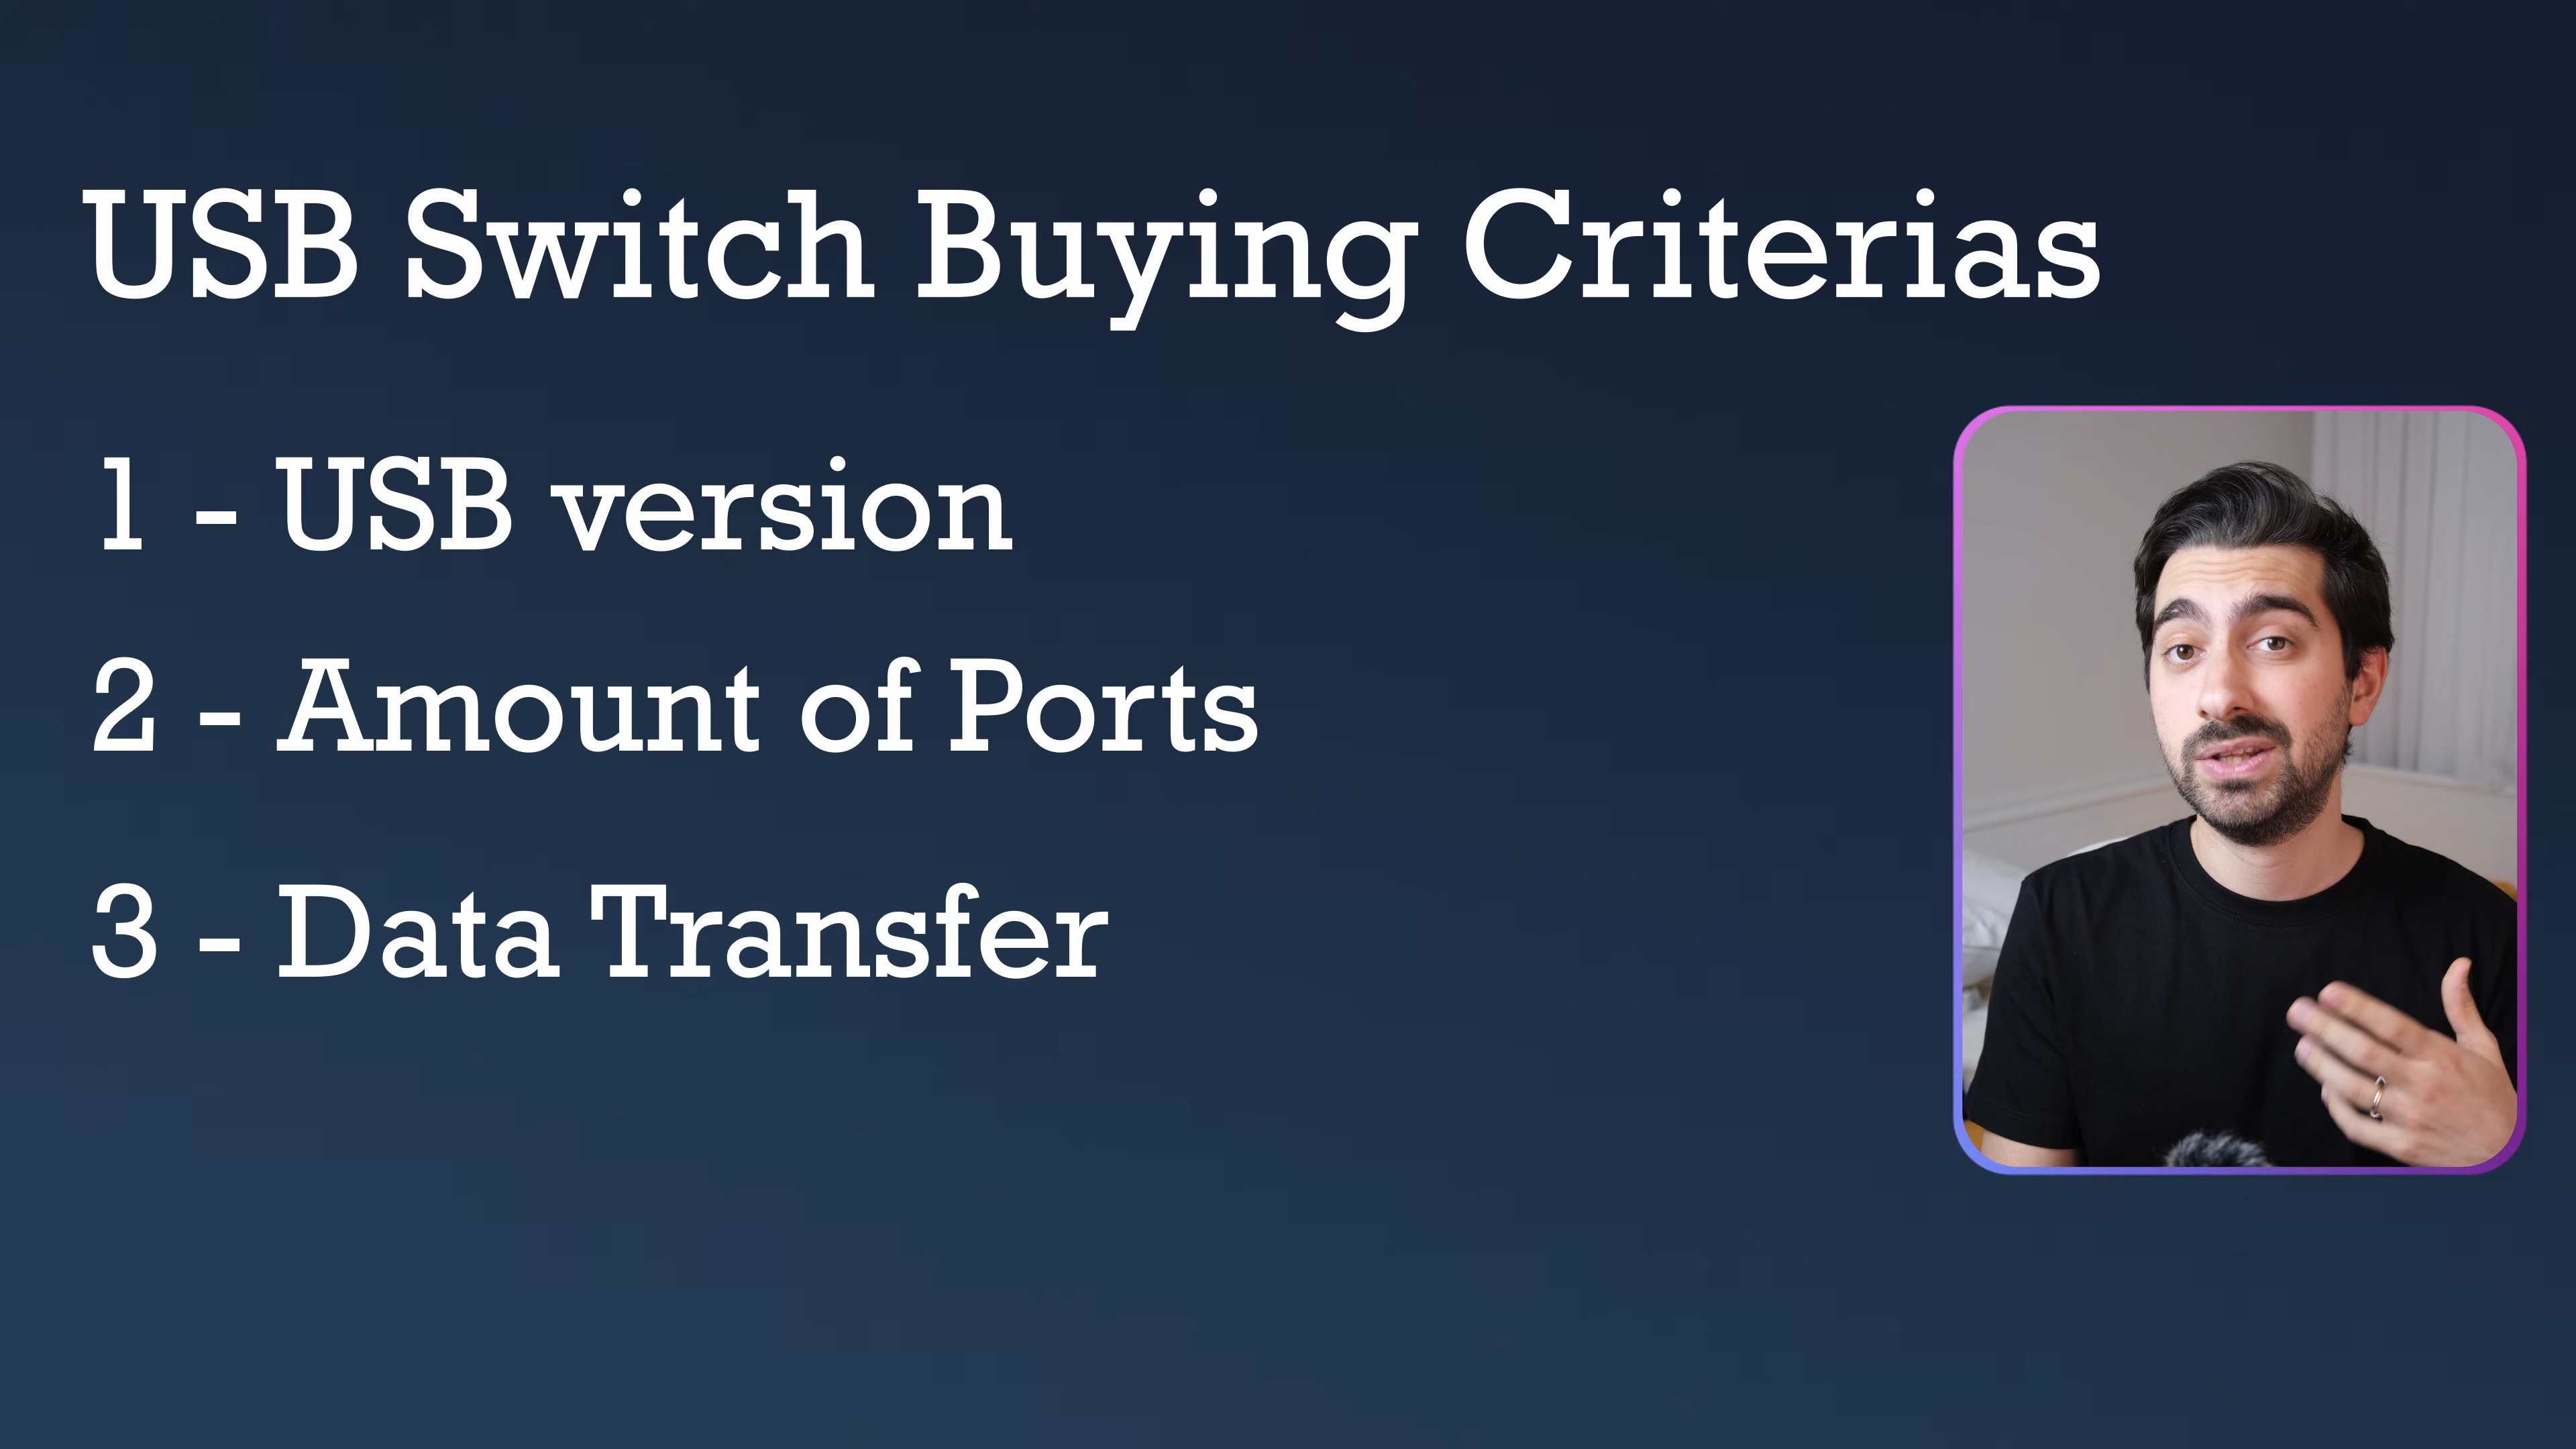 USB Switch Buying Criterias
1 - USB version
2 - Amount of Ports
3 - Data Transfer